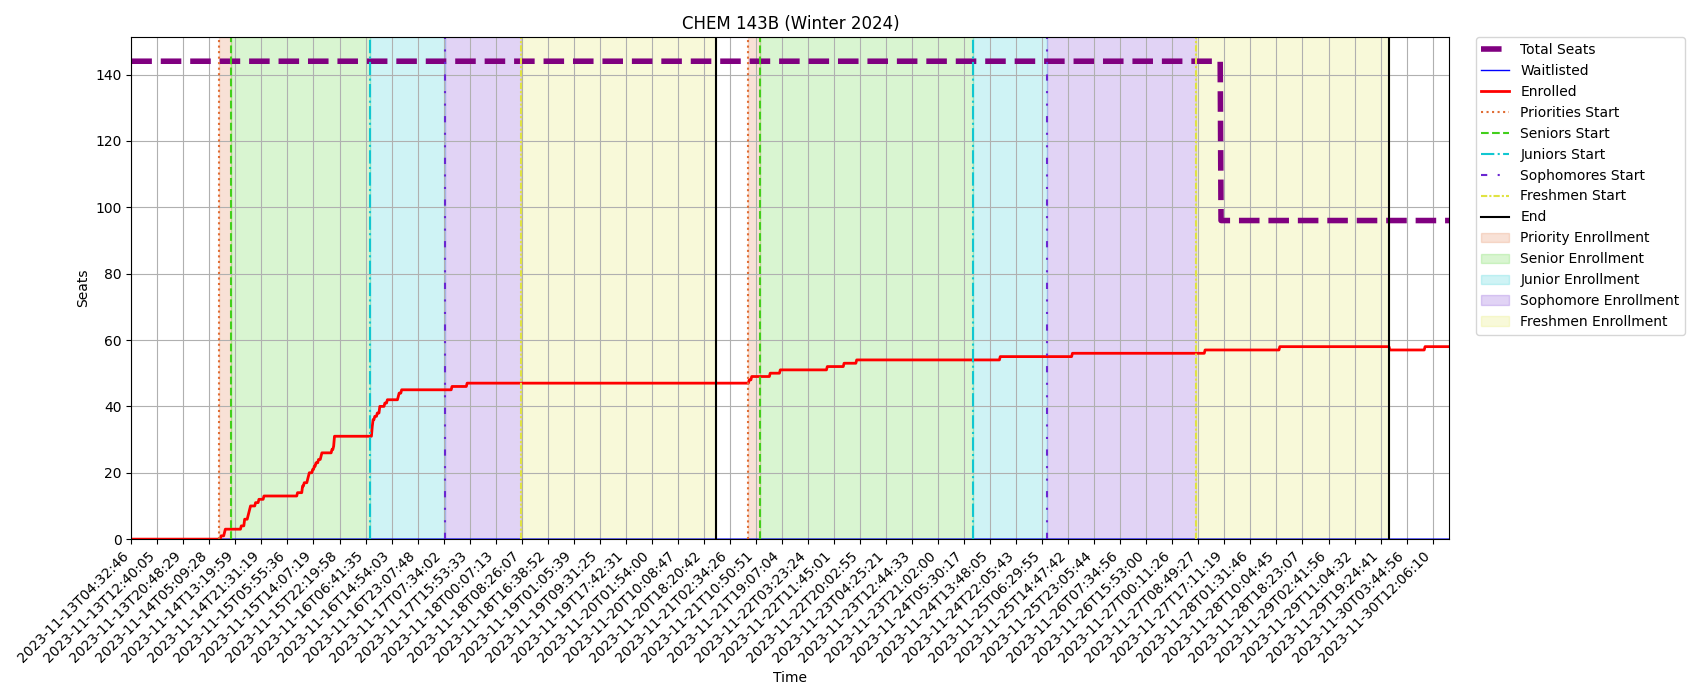 CHEM 143B (Winter 2024)
Total Seats
Waitlisted
Enrolled
Priorities Start
Seniors Start
Juniors Start
Sophomores Start
Freshmen Start
End
Priority Enrollment
Senior Enrollment
Junior Enrollment
Sophomore Enrollment
Freshmen Enrollment
Seats
140
120
100
80
60
40
20
0
2023-11-13T04:32:46
2023-11-13T12:40:05
2023-11-13T20:48:29
2023-11-14T05:09:28
2023-11-14T13:19:59
2023-11-14T21:31:19
2023-11-15T05:55:36
2023-11-15T14:07:19
2023-11-15T22:19:58
2023-11-16T06:41:35
2023-11-16T14:54:03
2023-11-16T23:07:48
2023-11-17T07:34:02
2023-11-17T15:53:33
2023-11-18T00:07:13
2023-11-18T08:26:07
2023-11-18T16:38:52
2023-11-19T01:05:39
2023-11-19T09:31:25
2023-11-19T17:42:31
2023-11-20T01:54:00
2023-11-20T10:08:47
2023-11-20T18:20:42
2023-11-21T02:34:26
2023-11-21T10:50:51
2023-11-21T19:07:04
2023-11-22T03:23:24
2023-11-22T11:45:01
2023-11-22T20:02:55
2023-11-23T04:25:21
2023-11-23T12:44:33
2023-11-23T21:02:00
2023-11-24T05:30:17
2023-11-24T13:48:05
2023-11-24T22:05:43
2023-11-25T06:29:55
2023-11-25T14:47:42
2023-11-25T23:05:44
2023-11-26T07:34:56
2023-11-26T15:53:00
2023-11-27T00:11:26
2023-11-27T08:49:27
2023-11-27T17:11:19
2023-11-28T01:31:46
2023-11-28T10:04:45
2023-11-28T18:23:07
2023-11-29T02:41:56
2023-11-29T11:04:32
2023-11-29T19:24:41
2023-11-30T03:44:56
2023-11-30T12:06:10
Time